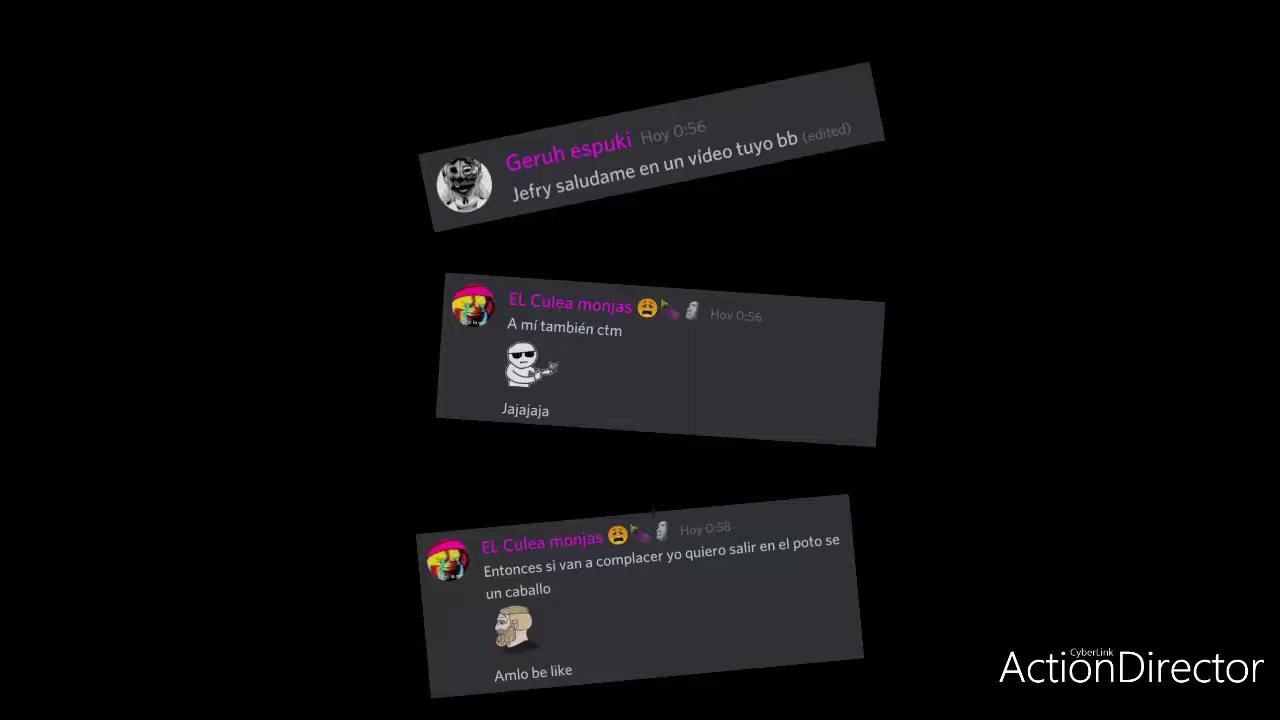 Geruh espuki Hoy 0:56
Jefry saludame en un vídeo tuyo bb (edited)
EL Culea monjas 😩🍆🗿 Hoy 0:56
A mí también ctm
Jajajaja
EL Culea monjas 😩🍆🗿 Hoy 0:58
Entonces si van a complacer yo quiero salir en el poto se
un caballo
Amlo be like
CyberLink
ActionDirector